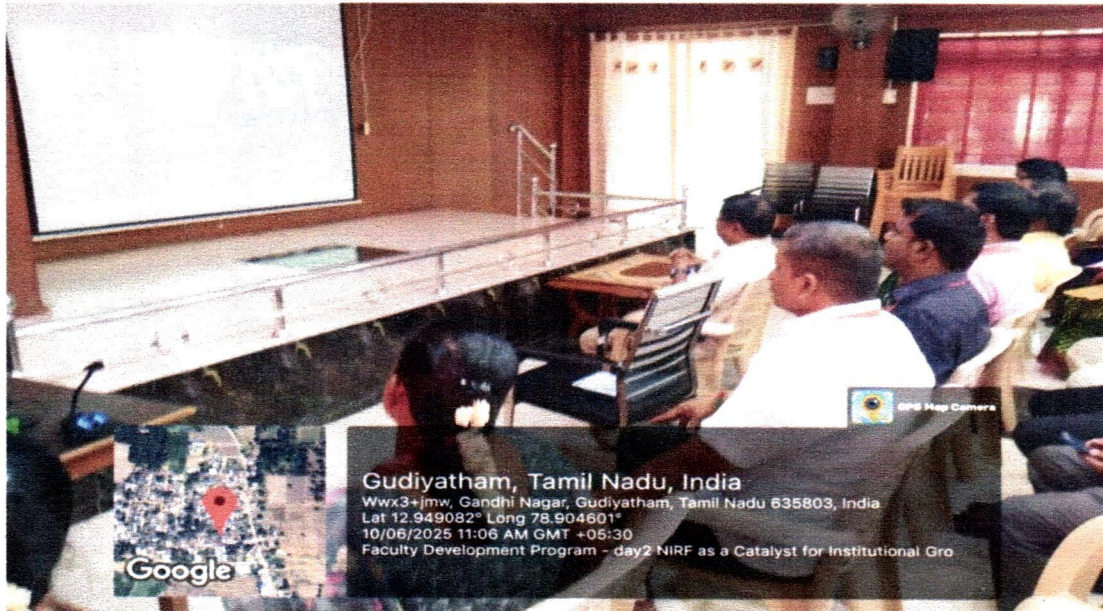 GPS Map Camera
Gudiyatham, Tamil Nadu, India
Wwx3+jmw, Gandhi Nagar, Gudiyatham, Tamil Nadu 635803, India
Lat 12.949082° Long 78.904601°
10/06/2025 11:06 AM GMT +05:30
Faculty Development Program - day2 NIRF as a Catalyst for Institutional Gro
Google